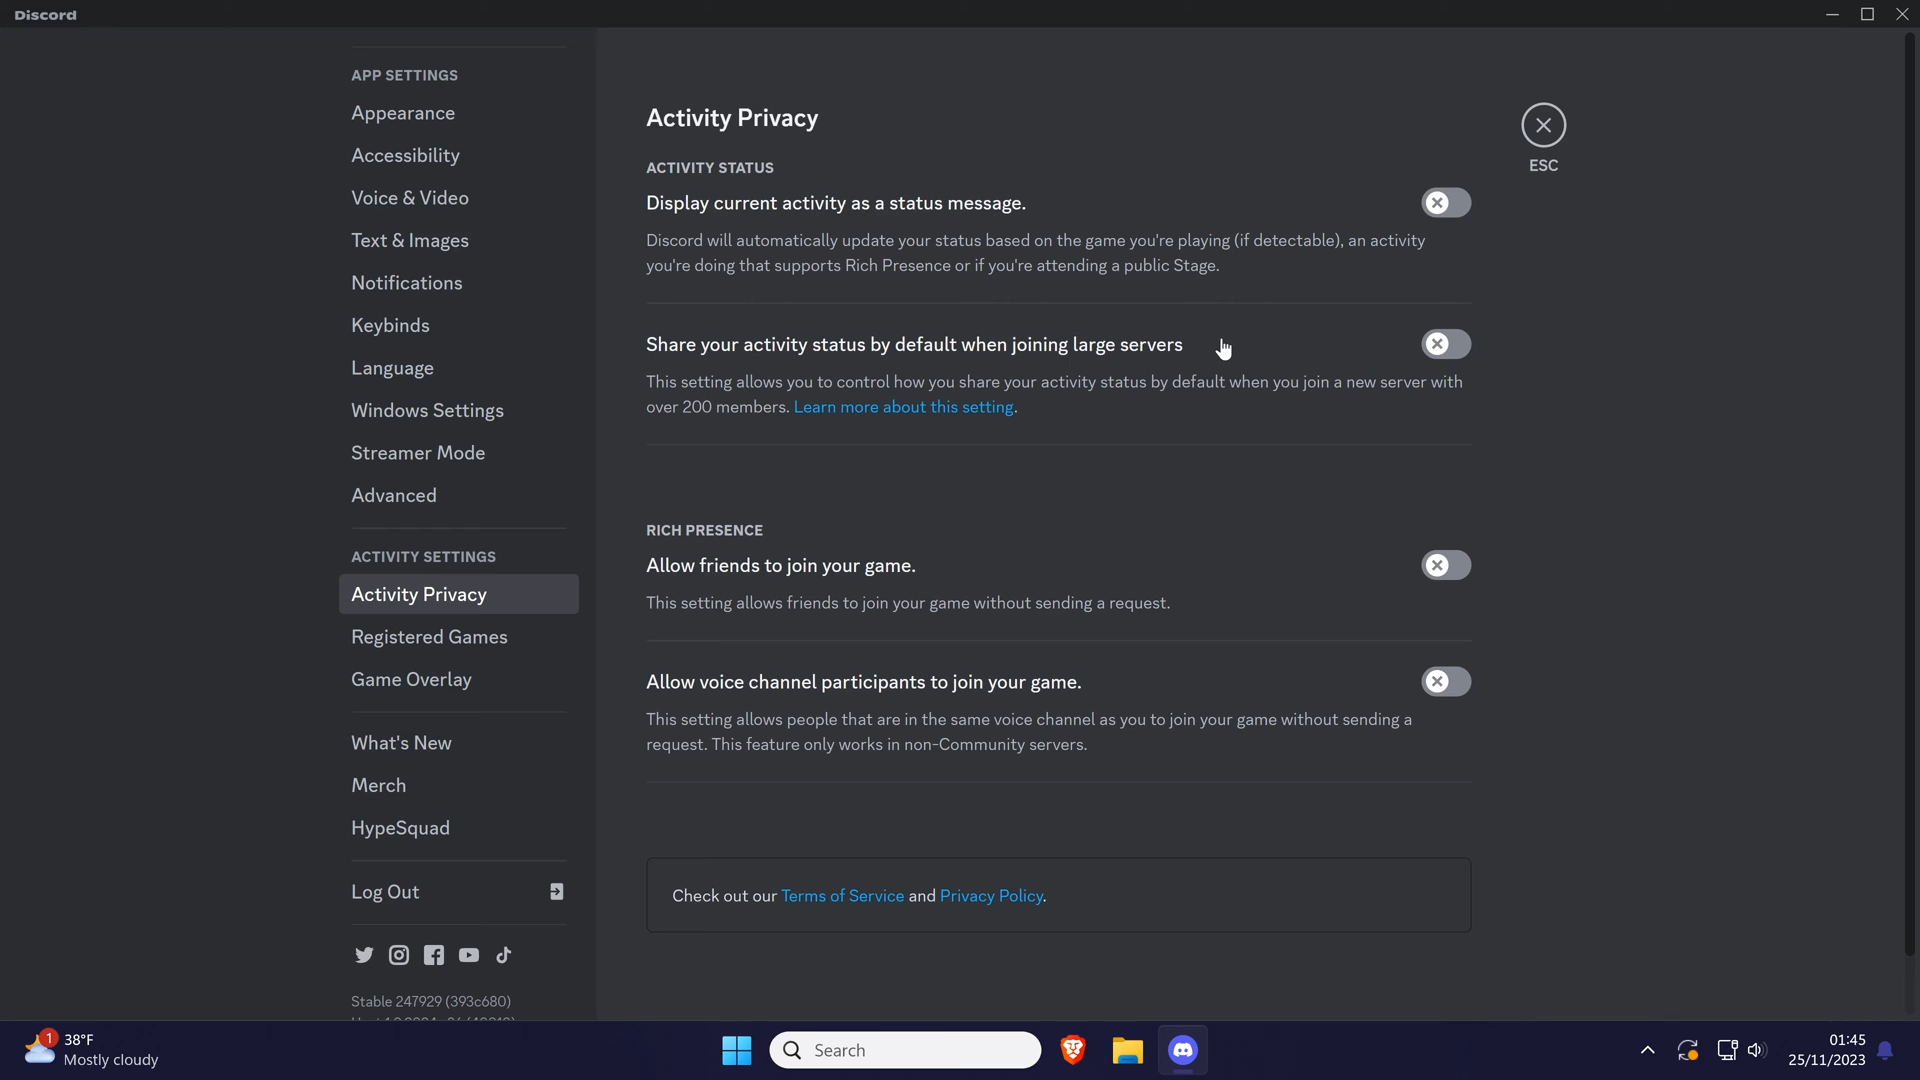 Discord
APP SETTINGS
Appearance
Accessibility
Voice & Video
Text & Images
Notifications
Keybinds
Language
Windows Settings
Streamer Mode
Advanced
ACTIVITY SETTINGS
Activity Privacy
Registered Games
Game Overlay
What's New
Merch
HypeSquad
Log Out
Stable 247929 (393c680)
Activity Privacy
ESC
ACTIVITY STATUS
Display current activity as a status message.
Discord will automatically update your status based on the game you're playing (if detectable), an activity
you're doing that supports Rich Presence or if you're attending a public Stage.
Share your activity status by default when joining large servers
This setting allows you to control how you share your activity status by default when you join a new server with
over 200 members. Learn more about this setting.
RICH PRESENCE
Allow friends to join your game.
This setting allows friends to join your game without sending a request.
Allow voice channel participants to join your game.
This setting allows people that are in the same voice channel as you to join your game without sending a
request. This feature only works in non-Community servers.
Check out our Terms of Service and Privacy Policy.
1
38°F
Mostly cloudy
Search
01:45
25/11/2023